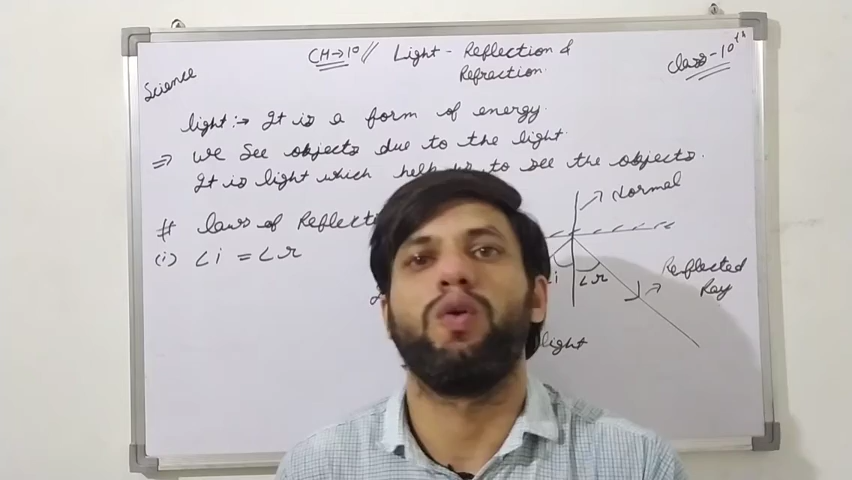 CH→10 // Light - Reflection &
Refraction.
Class-10th
Science
light:→ It is a form of energy.
⇒ We see objects due to the light.
It is light which help us to see the objects.
# laws of Reflecti
(i) ∠i = ∠r
→ Normal
∠i
∠r
→ Reflected
Ray
light